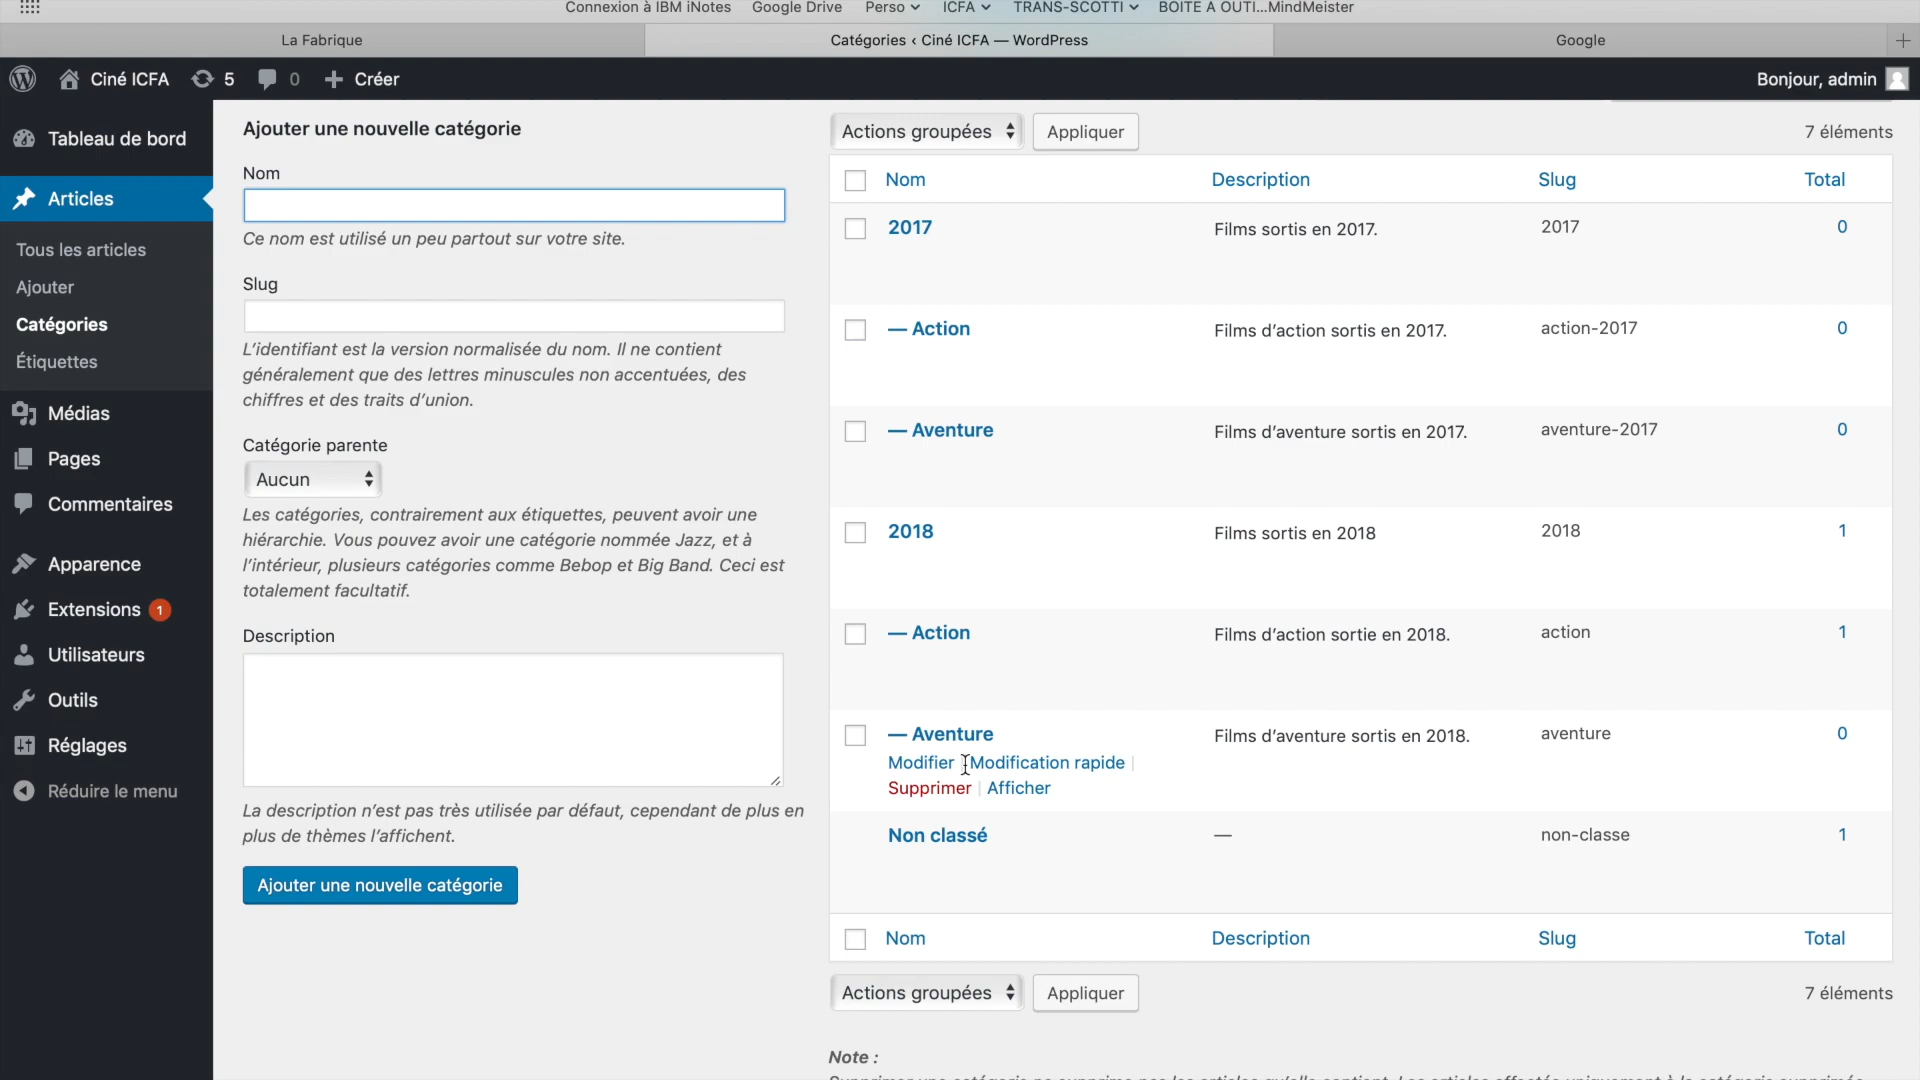 Connexion à IBM iNotes Google Drive Perso ICFA TRANS-SCOTTI BOITE A OUTI...MindMeister
La Fabrique
Catégories ‹ Ciné ICFA — WordPress
Google
Ciné ICFA 5 0 Créer
Bonjour, admin
Tableau de bord
Articles
Tous les articles
Ajouter
Catégories
Étiquettes
Médias
Pages
Commentaires
Apparence
Extensions 1
Utilisateurs
Outils
Réglages
Réduire le menu
Ajouter une nouvelle catégorie
Nom
Ce nom est utilisé un peu partout sur votre site.
Slug
L’identifiant est la version normalisée du nom. Il ne contient
généralement que des lettres minuscules non accentuées, des
chiffres et des traits d’union.
Catégorie parente
Aucun
Les catégories, contrairement aux étiquettes, peuvent avoir une
hiérarchie. Vous pouvez avoir une catégorie nommée Jazz, et à
l’intérieur, plusieurs catégories comme Bebop et Big Band. Ceci est
totalement facultatif.
Description
La description n’est pas très utilisée par défaut, cependant de plus en
plus de thèmes l’affichent.
Ajouter une nouvelle catégorie
Actions groupées Appliquer 7 éléments
Nom Description Slug Total
2017 Films sortis en 2017. 2017 0
— Action Films d’action sortis en 2017. action-2017 0
— Aventure Films d’aventure sortis en 2017. aventure-2017 0
2018 Films sortis en 2018 2018 1
— Action Films d’action sortie en 2018. action 1
— Aventure Films d’aventure sortis en 2018. aventure 0
Modifier | Modification rapide |
Supprimer | Afficher
Non classé — non-classe 1
Nom Description Slug Total
Actions groupées Appliquer 7 éléments
Note :